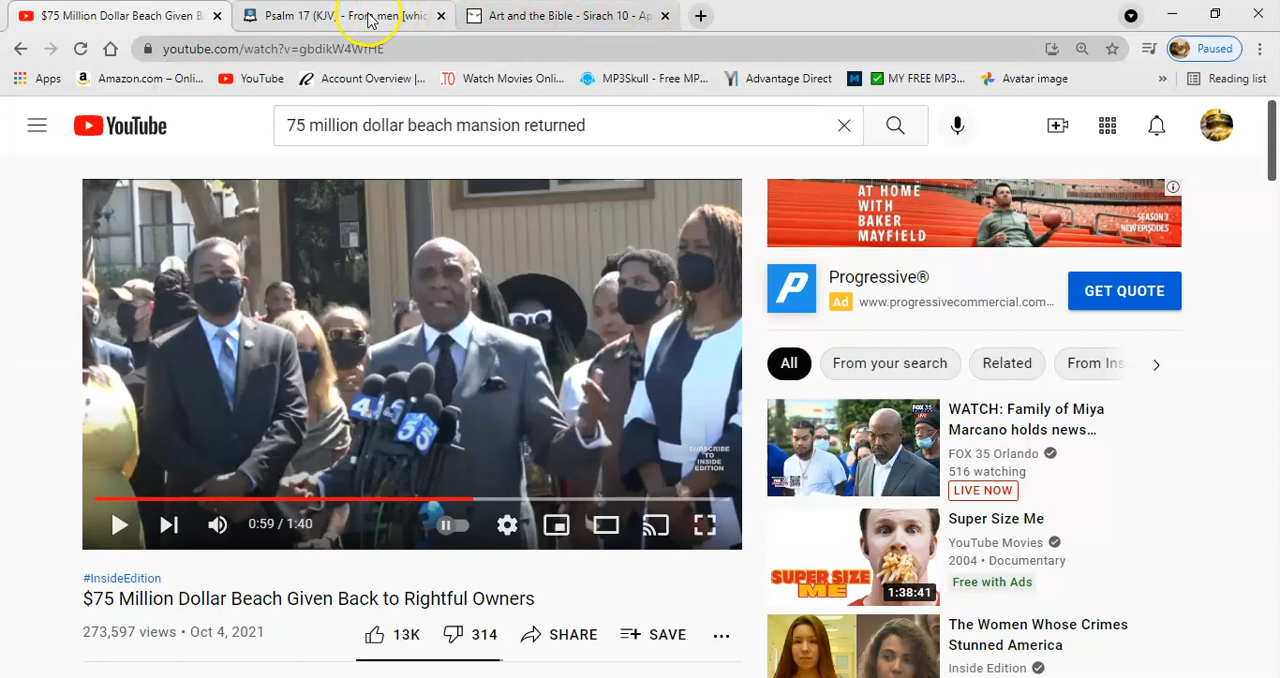 $75 Million Dollar Beach Given B
Psalm 17 (KJV) - From men [whic
Art and the Bible - Sirach 10 - Ap
youtube.com/watch?v=gbdikW4WtHE
Paused
Apps
Amazon.com – Onli...
YouTube
Account Overview |...
Watch Movies Onli...
MP3Skull - Free MP...
Advantage Direct
MY FREE MP3...
Avatar image
»
Reading list
YouTube
75 million dollar beach mansion returned
AT HOME
WITH
BAKER
MAYFIELD
SEASON 3
NEW EPISODES
Progressive®
Ad www.progressivecommercial.com...
GET QUOTE
All
From your search
Related
From Ins
SUBSCRIBE
TO
INSIDE
EDITION
0:59 / 1:40
WATCH: Family of Miya
Marcano holds news...
FOX 35 Orlando
516 watching
LIVE NOW
Super Size Me
YouTube Movies
2004 • Documentary
Free with Ads
SUPER SIZE
ME
1:38:41
#InsideEdition
$75 Million Dollar Beach Given Back to Rightful Owners
273,597 views • Oct 4, 2021
13K
314
SHARE
SAVE
The Women Whose Crimes
Stunned America
Inside Edition